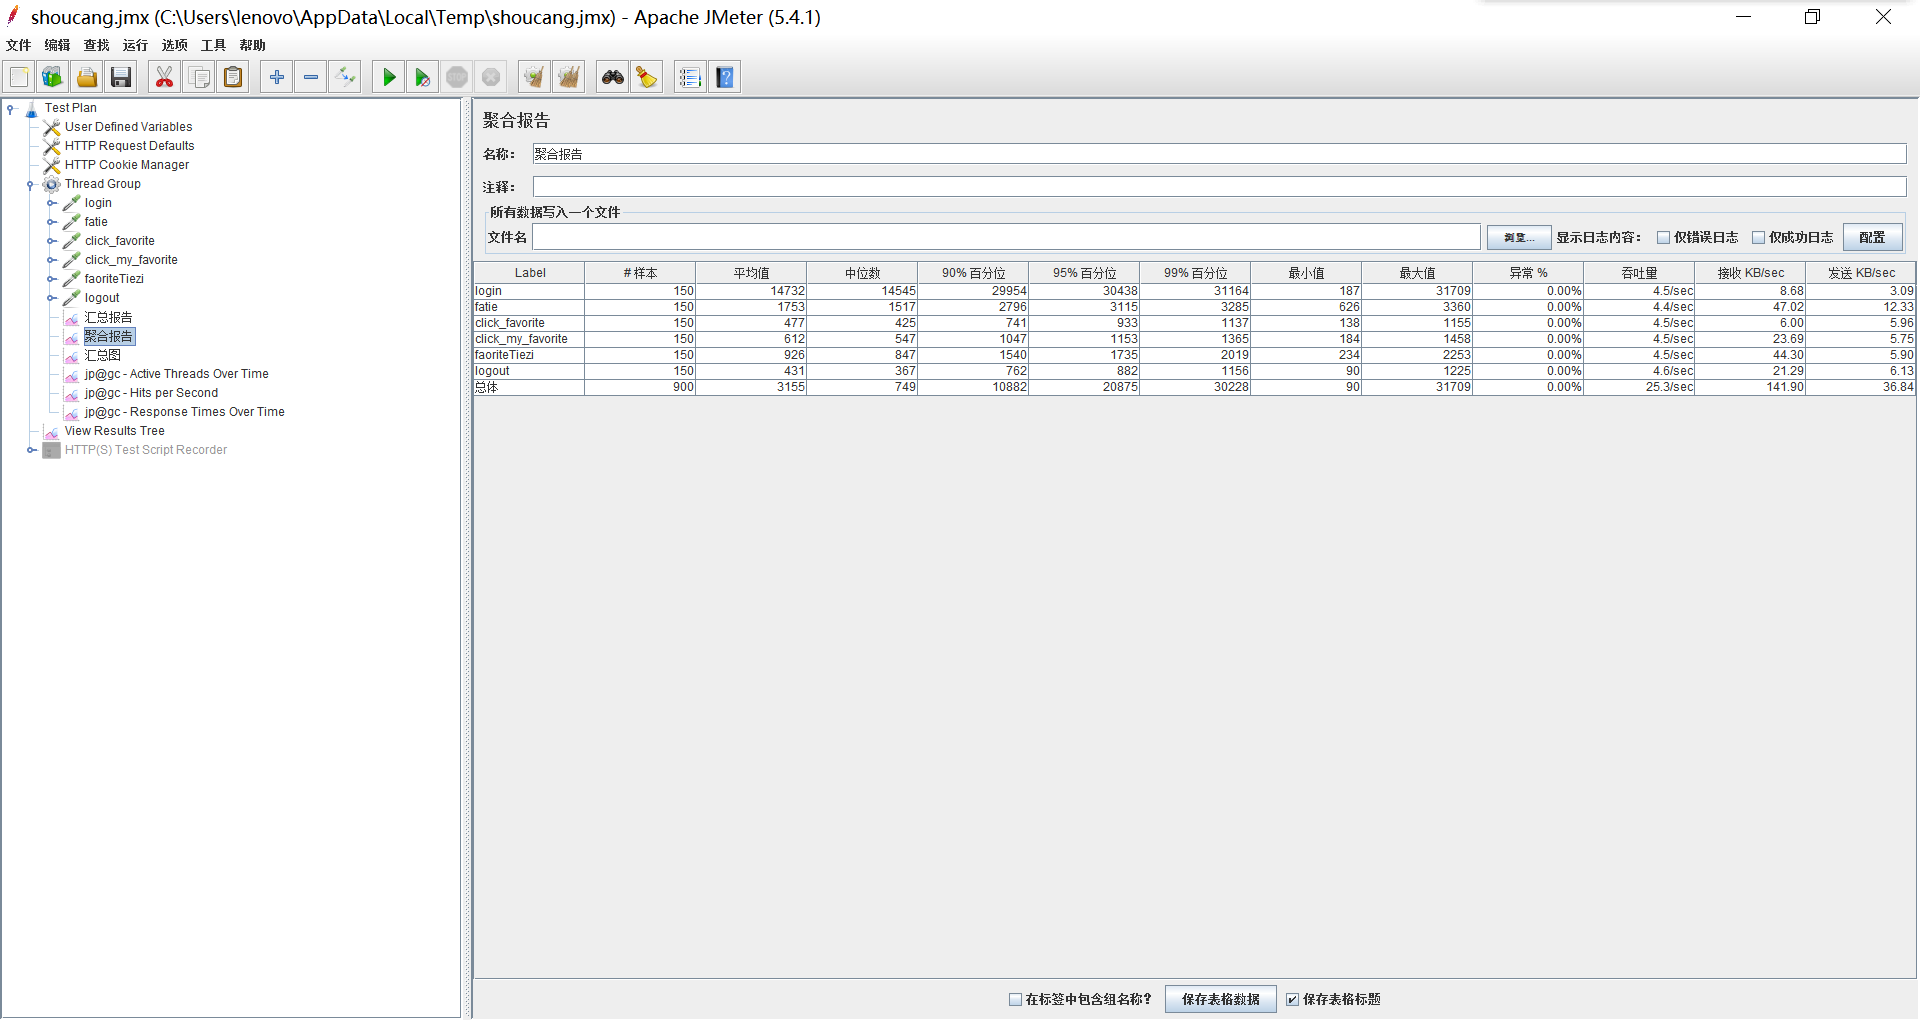 shoucang.jmx (C:\Users\lenovo\AppData\Local\Temp\shoucang.jmx) - Apache JMeter (5.4.1)
文件 编辑 查找 运行 选项 工具 帮助
STOP
Test Plan
User Defined Variables
HTTP Request Defaults
HTTP Cookie Manager
Thread Group
login
fatie
click_favorite
click_my_favorite
faoriteTiezi
logout
汇总报告
聚合报告
汇总图
jp@gc - Active Threads Over Time
jp@gc - Hits per Second
jp@gc - Response Times Over Time
View Results Tree
HTTP(S) Test Script Recorder
聚合报告
名称： 聚合报告
注释：
所有数据写入一个文件
文件名 浏览... 显示日志内容： 仅错误日志 仅成功日志 配置
Label # 样本 平均值 中位数 90% 百分位 95% 百分位 99% 百分位 最小值 最大值 异常 % 吞吐量 接收 KB/sec 发送 KB/sec
login 150 14732 14545 29954 30438 31164 187 31709 0.00% 4.5/sec 8.68 3.09
fatie 150 1753 1517 2796 3115 3285 626 3360 0.00% 4.4/sec 47.02 12.33
click_favorite 150 477 425 741 933 1137 138 1155 0.00% 4.5/sec 6.00 5.96
click_my_favorite 150 612 547 1047 1153 1365 184 1458 0.00% 4.5/sec 23.69 5.75
faoriteTiezi 150 926 847 1540 1735 2019 234 2253 0.00% 4.5/sec 44.30 5.90
logout 150 431 367 762 882 1156 90 1225 0.00% 4.6/sec 21.29 6.13
总体 900 3155 749 10882 20875 30228 90 31709 0.00% 25.3/sec 141.90 36.84
在标签中包含组名称? 保存表格数据 保存表格标题